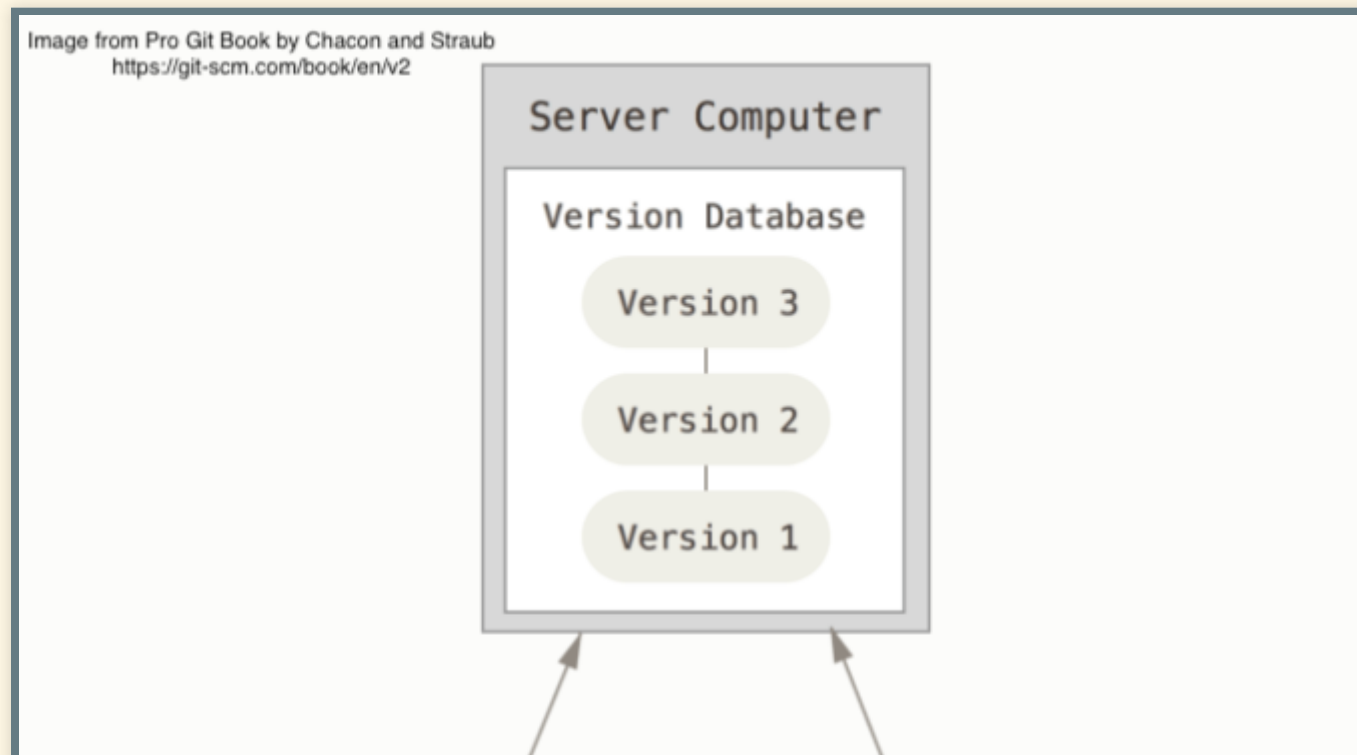 Image from Pro Git Book by Chacon and Straub
https://git-scm.com/book/en/v2
Server Computer
Version Database
Version 3
Version 2
Version 1